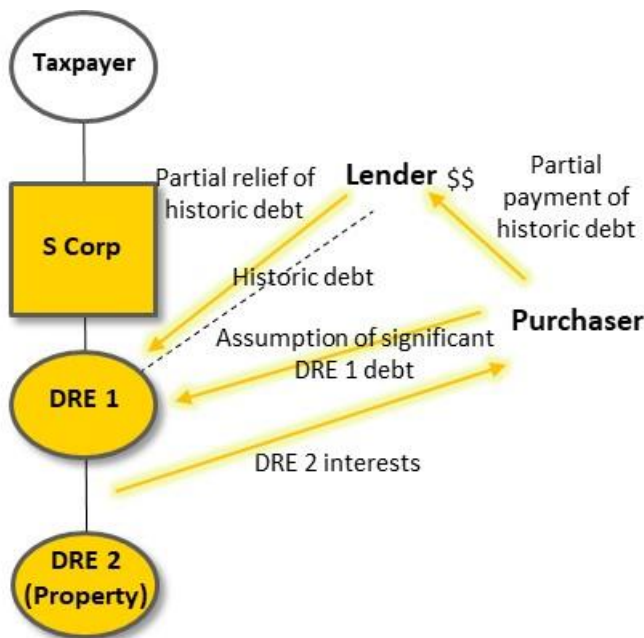 Taxpayer
Partial relief of
historic debt
Lender $$
Partial
payment of
historic debt
S Corp
Historic debt
Purchaser
Assumption of significant
DRE 1 debt
DRE 1
DRE 2 interests
DRE 2
(Property)